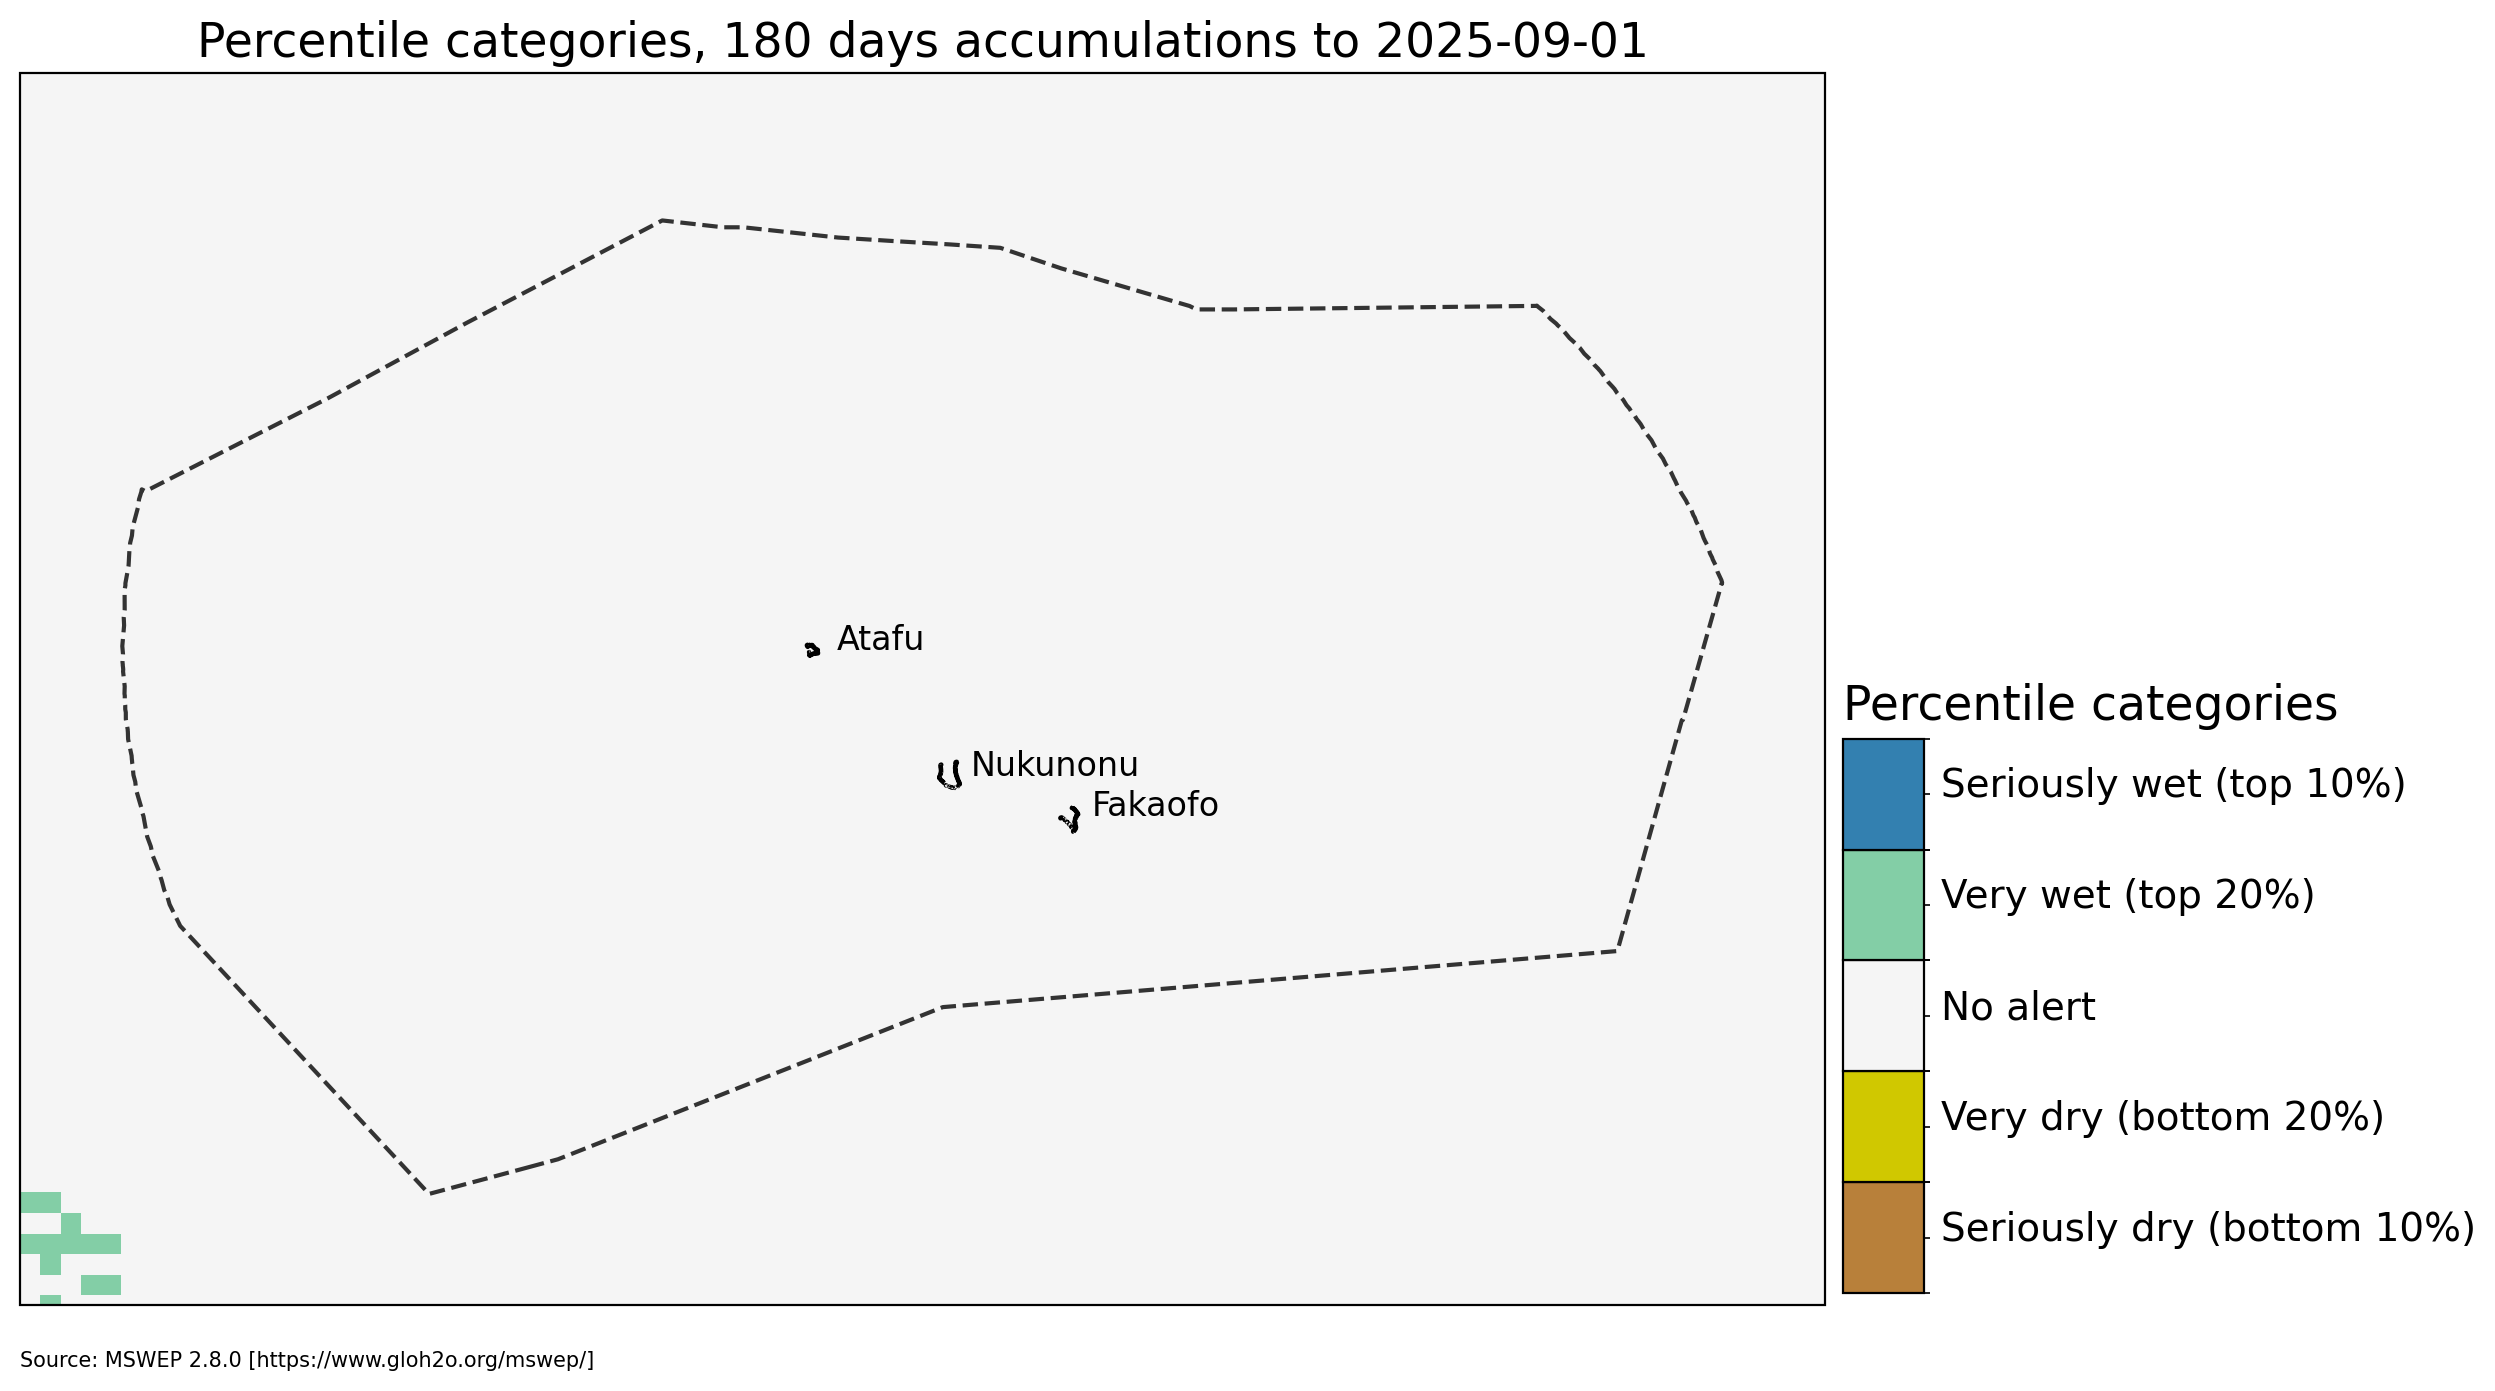 Percentile categories, 180 days accumulations to 2025-09-01
Atafu
Nukunonu
Fakaofo
Percentile categories
Seriously wet (top 10%)
Very wet (top 20%)
No alert
Very dry (bottom 20%)
Seriously dry (bottom 10%)
Source: MSWEP 2.8.0 [https://www.gloh2o.org/mswep/]